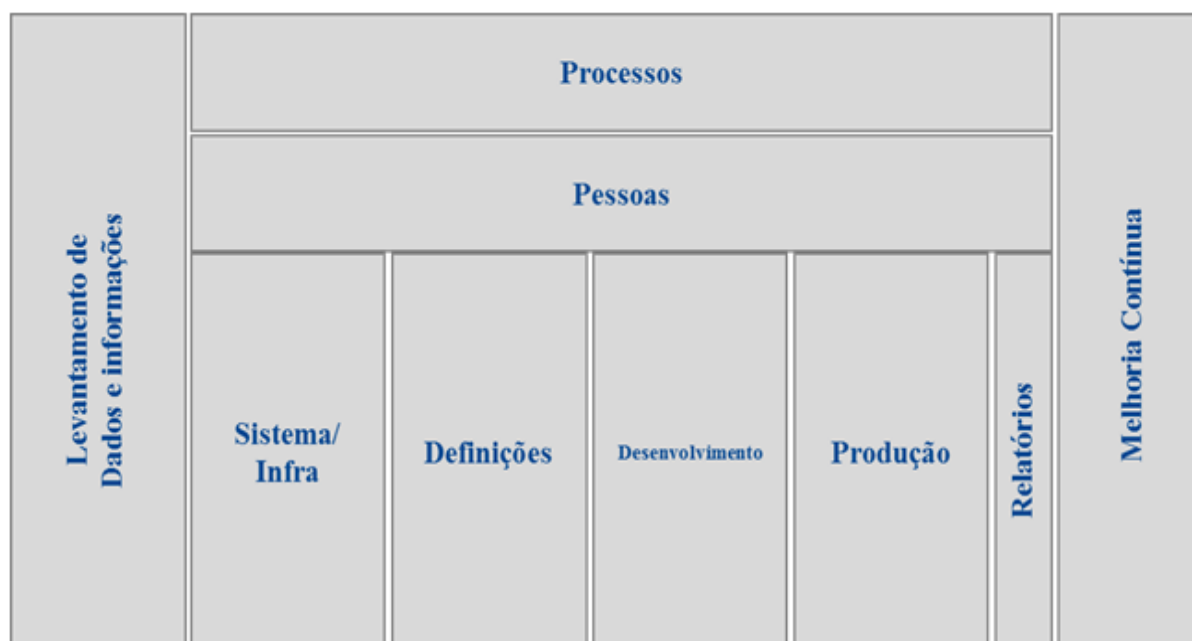 Processos
Pessoas
Levantamento de
Dados e informações
Sistema/
Infra
Definições
Desenvolvimento
Produção
Relatórios
Melhoria Contínua